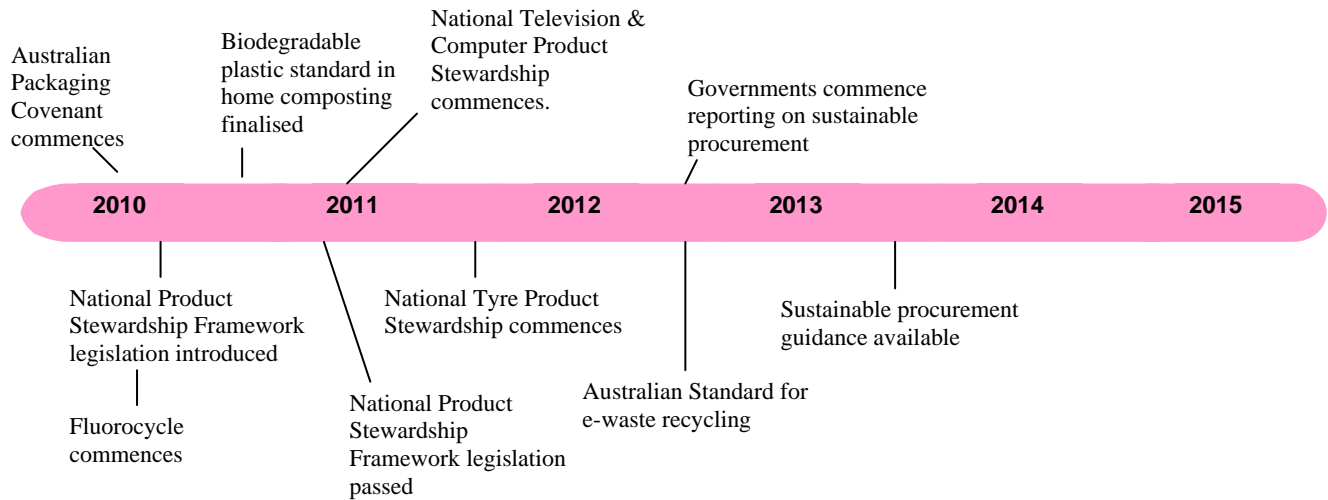 Australian
Packaging
Covenant
commences
Biodegradable
plastic standard in
home composting
finalised
National Television &
Computer Product
Stewardship
commences.
Governments commence
reporting on sustainable
procurement
2010
2011
2012
2013
2014
2015
National Product
Stewardship Framework
legislation introduced
Fluorocycle
commences
National Product
Stewardship
Framework legislation
passed
National Tyre Product
Stewardship commences
Australian Standard for
e-waste recycling
Sustainable procurement
guidance available